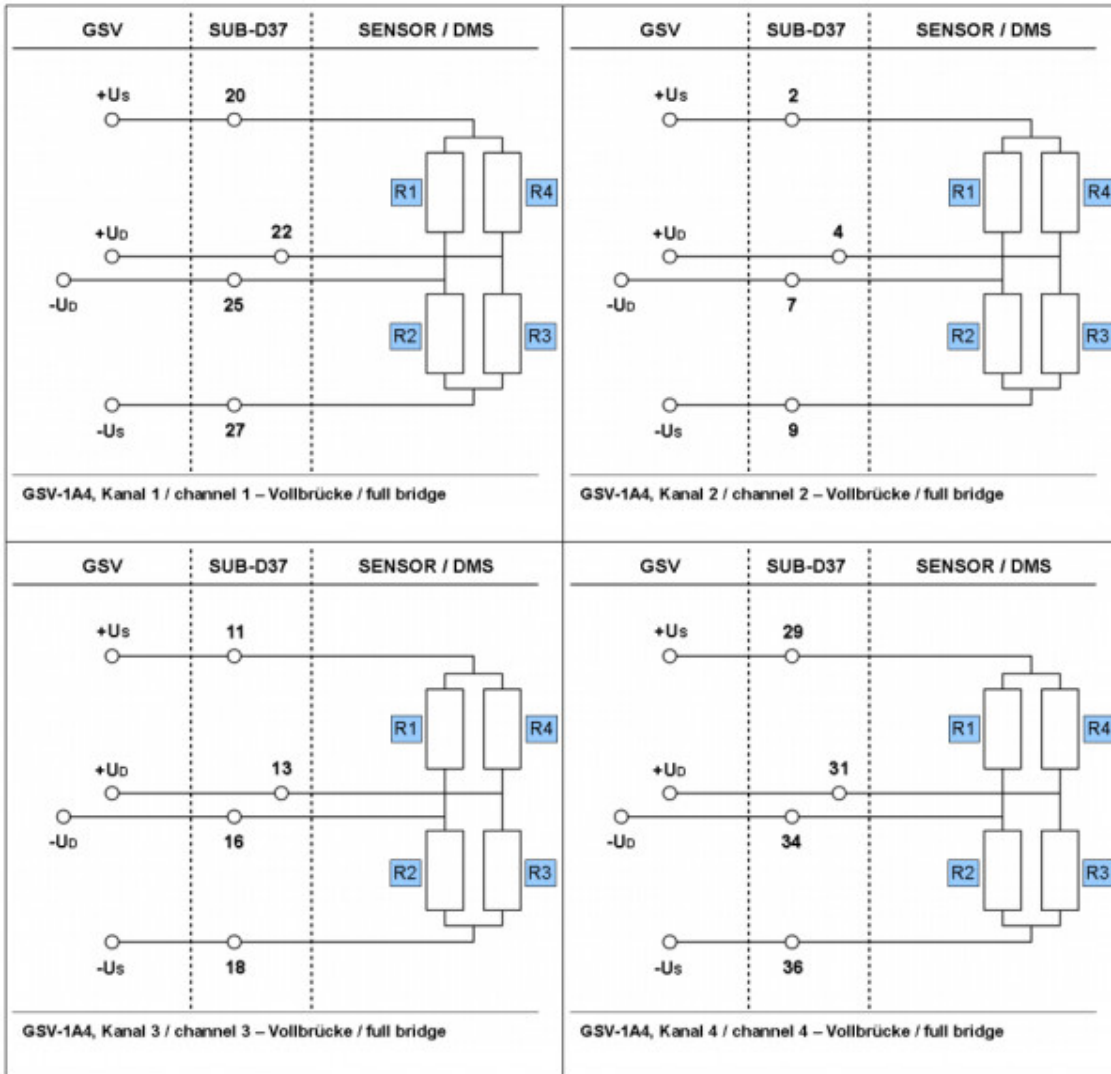 GSV SUB-D37 SENSOR / DMS
+Us 20
R1 R4
+UD 22
-UD 25
R2 R3
-Us 27
GSV-1A4, Kanal 1 / channel 1 – Vollbrücke / full bridge
GSV SUB-D37 SENSOR / DMS
+Us 2
R1 R4
+UD 4
-UD 7
R2 R3
-Us 9
GSV-1A4, Kanal 2 / channel 2 – Vollbrücke / full bridge
GSV SUB-D37 SENSOR / DMS
+Us 11
R1 R4
+UD 13
-UD 16
R2 R3
-Us 18
GSV-1A4, Kanal 3 / channel 3 – Vollbrücke / full bridge
GSV SUB-D37 SENSOR / DMS
+Us 29
R1 R4
+UD 31
-UD 34
R2 R3
-Us 36
GSV-1A4, Kanal 4 / channel 4 – Vollbrücke / full bridge